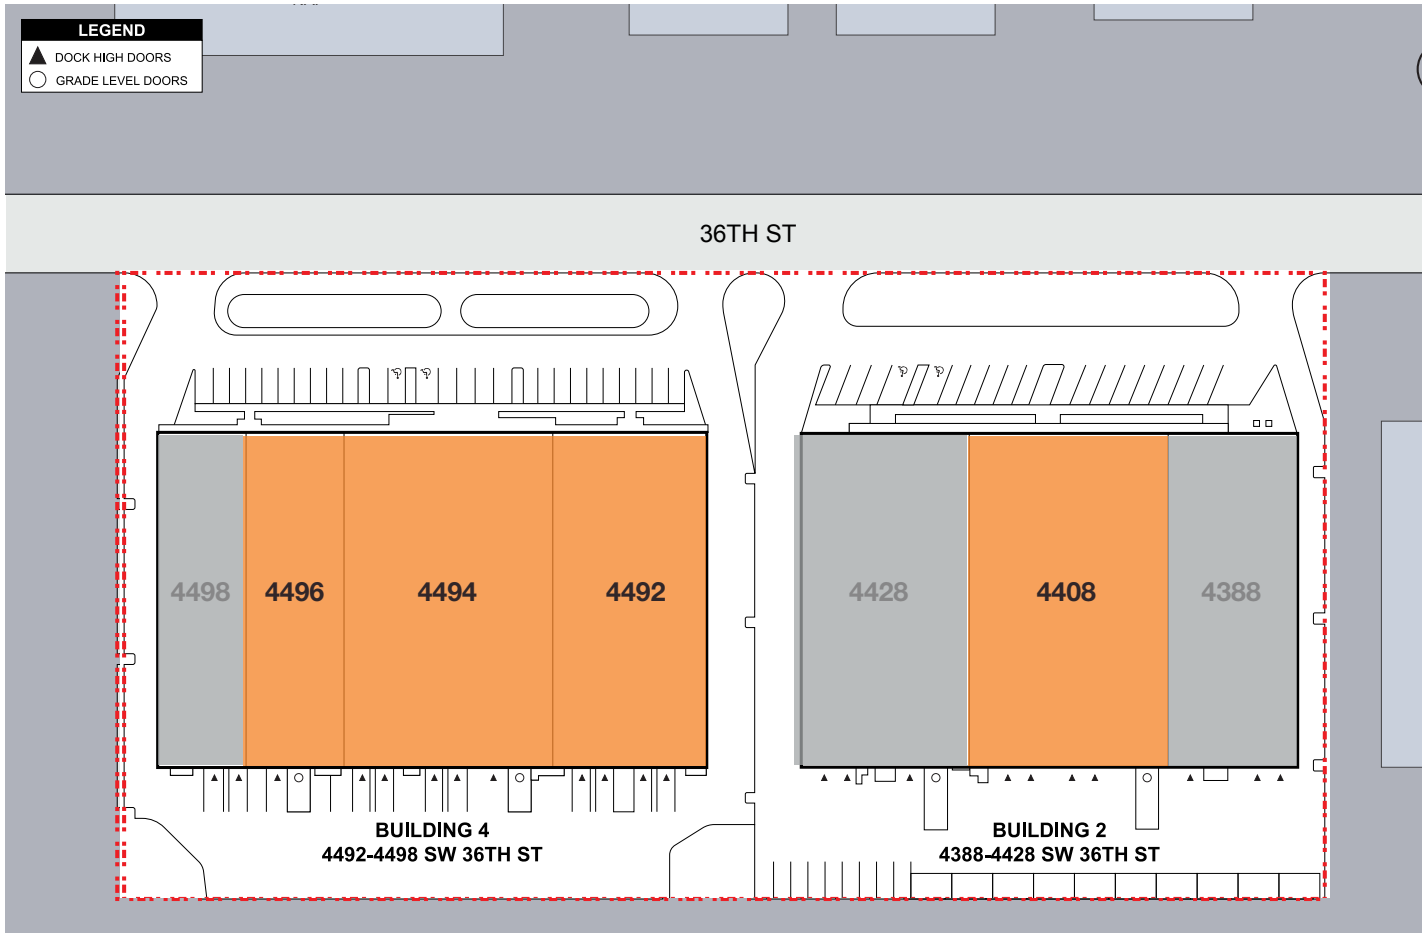 LEGEND
DOCK HIGH DOORS
GRADE LEVEL DOORS
36TH ST
4498
4496
4494
4492
4428
4408
4388
BUILDING 4
4492-4498 SW 36TH ST
BUILDING 2
4388-4428 SW 36TH ST